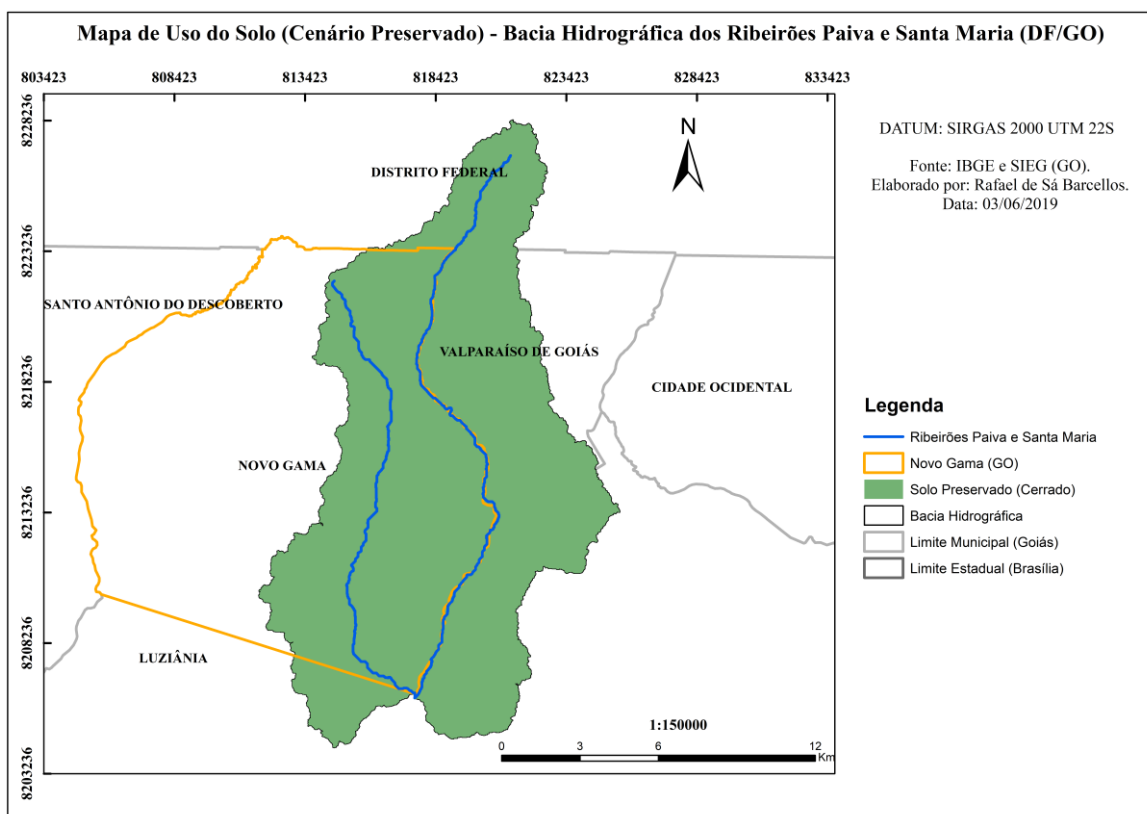 Mapa de Uso do Solo (Cenário Preservado) - Bacia Hidrográfica dos Ribeirões Paiva e Santa Maria (DF/GO)
803423 808423 813423 818423 823423 828423 833423
8228236
8223236
8218236
8213236
8208236
8203236
N
DISTRITO FEDERAL
SANTO ANTÔNIO DO DESCOBERTO
VALPARAÍSO DE GOIÁS
CIDADE OCIDENTAL
NOVO GAMA
LUZIÂNIA
1:150000
0 3 6 12
Km
DATUM: SIRGAS 2000 UTM 22S
Fonte: IBGE e SIEG (GO).
Elaborado por: Rafael de Sá Barcellos.
Data: 03/06/2019
Legenda
Ribeirões Paiva e Santa Maria
Novo Gama (GO)
Solo Preservado (Cerrado)
Bacia Hidrográfica
Limite Municipal (Goiás)
Limite Estadual (Brasília)